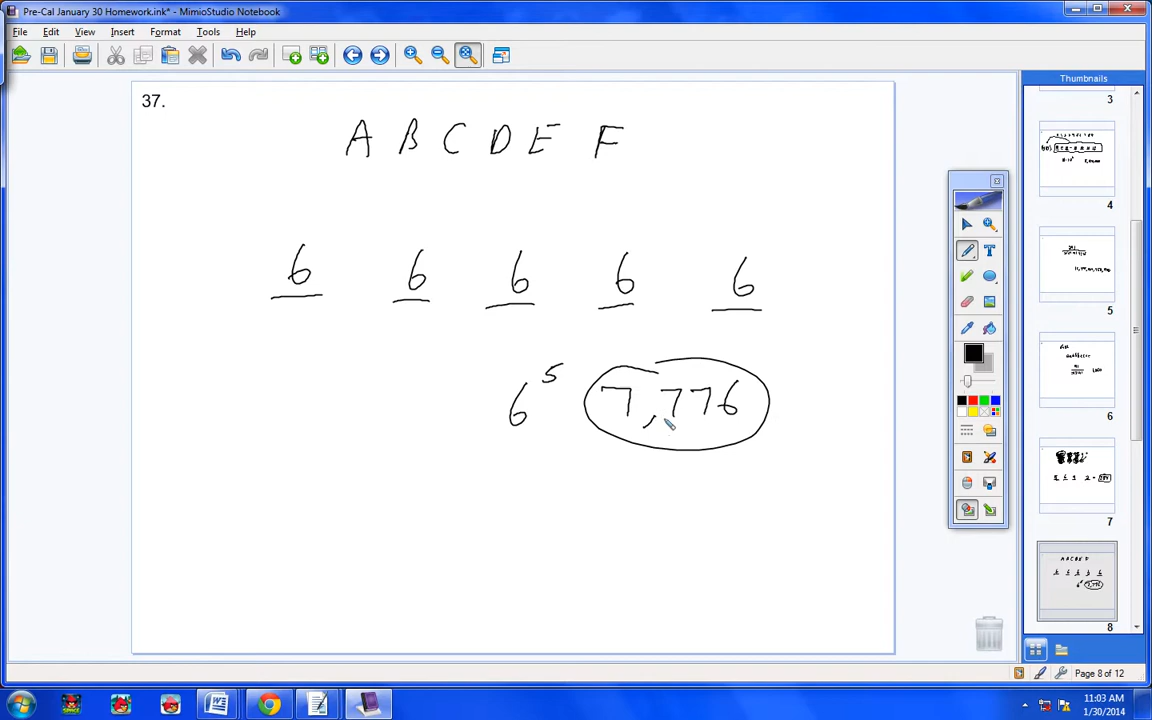 Pre-Cal January 30 Homework.ink* - MimioStudio Notebook
File Edit View Insert Format Tools Help
37.
A B C D E F
6 6 6 6 6
6⁵ 7,776
Thumbnails
3
4
5
6
7
A B C D E F
8
Page 8 of 12
11:03 AM
1/30/2014